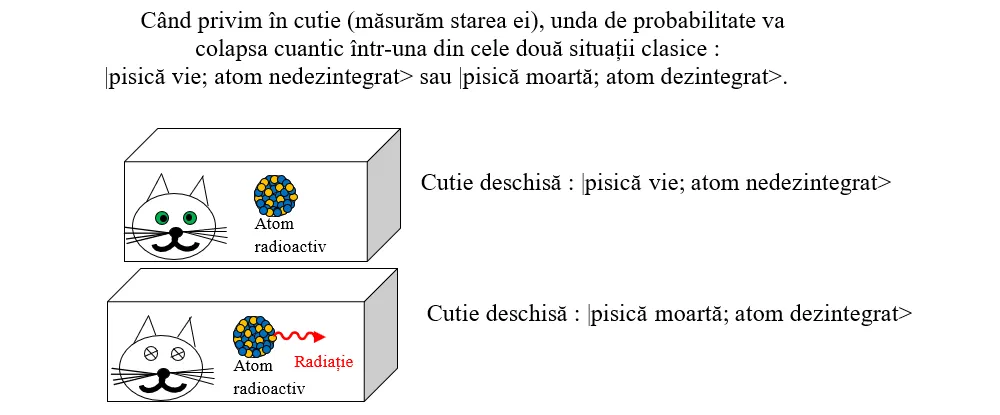 Când privim în cutie (măsurăm starea ei), unda de probabilitate va
colapsa cuantic într-una din cele două situații clasice :
|pisică vie; atom nedezintegrat> sau |pisică moartă; atom dezintegrat>.
Cutie deschisă : |pisică vie; atom nedezintegrat>
Atom
radioactiv
Cutie deschisă : |pisică moartă; atom dezintegrat>
Radiație
Atom
radioactiv